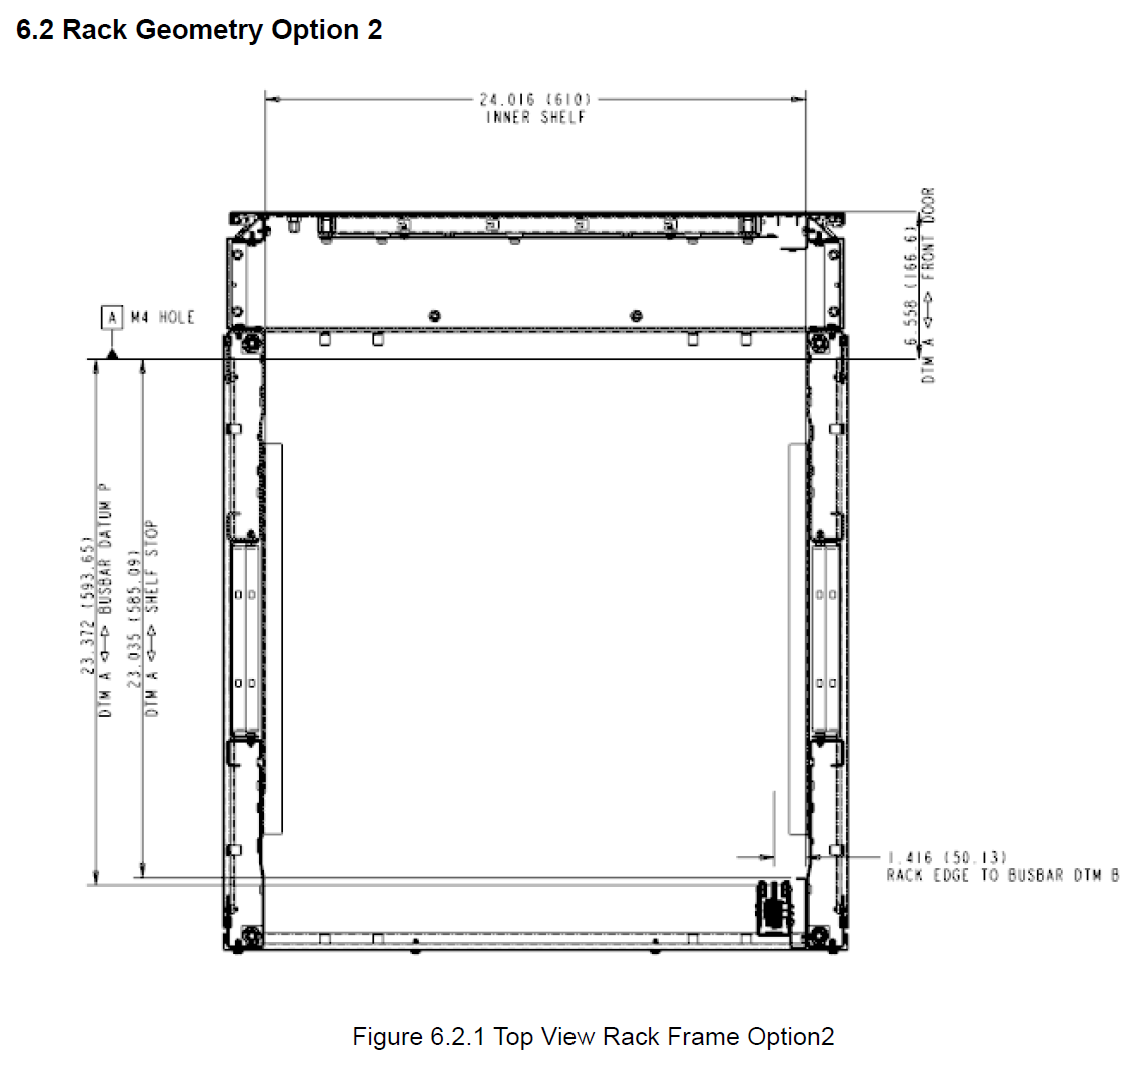 6.2 Rack Geometry Option 2
24.016 (610)
INNER SHELF
6.558 (166.6)
DTM A <-> FRONT DOOR
A M4 HOLE
23.372 (593.65)
DTM A <-> BUSBAR DATUM P
23.035 (585.09)
DTM A <-> SHELF STOP
1.416 (50.13)
RACK EDGE TO BUSBAR DTM B
Figure 6.2.1 Top View Rack Frame Option2